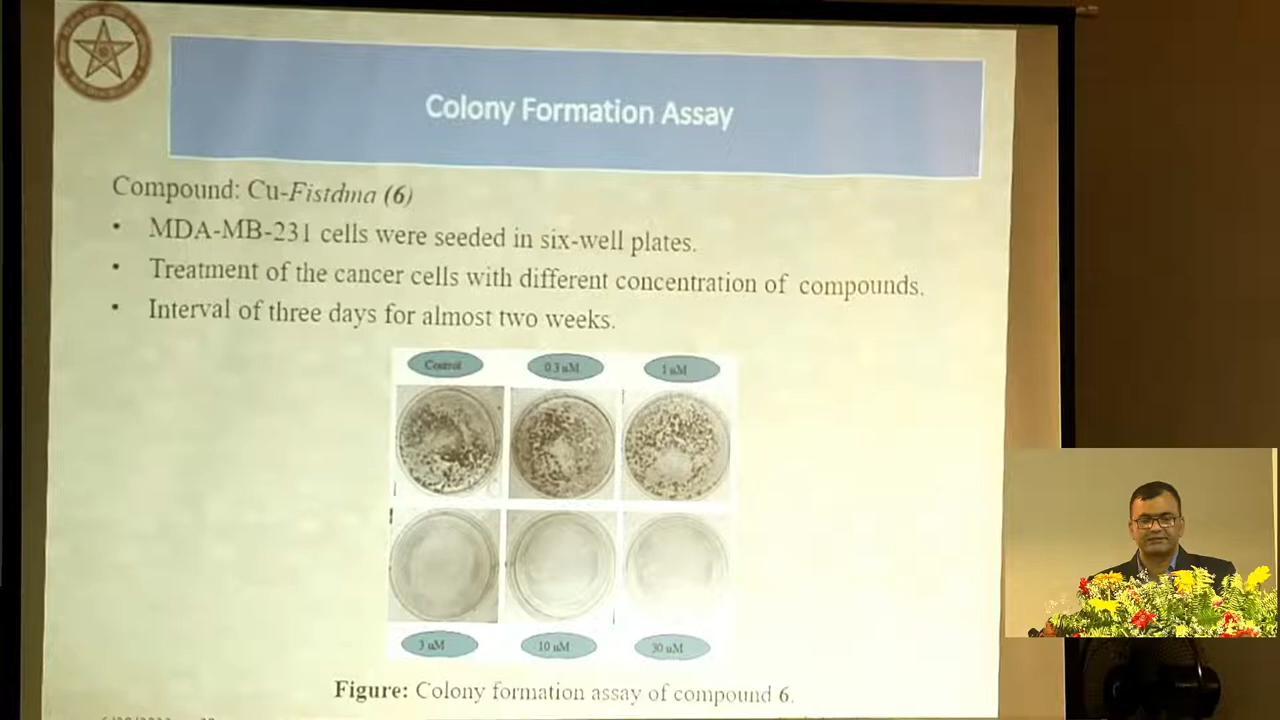 Colony Formation Assay
Compound: Cu-Fistdma (6)
• MDA-MB-231 cells were seeded in six-well plates.
• Treatment of the cancer cells with different concentration of compounds.
• Interval of three days for almost two weeks.
Control 0.3 uM 1 uM
3 uM 10 uM 30 uM
Figure: Colony formation assay of compound 6.